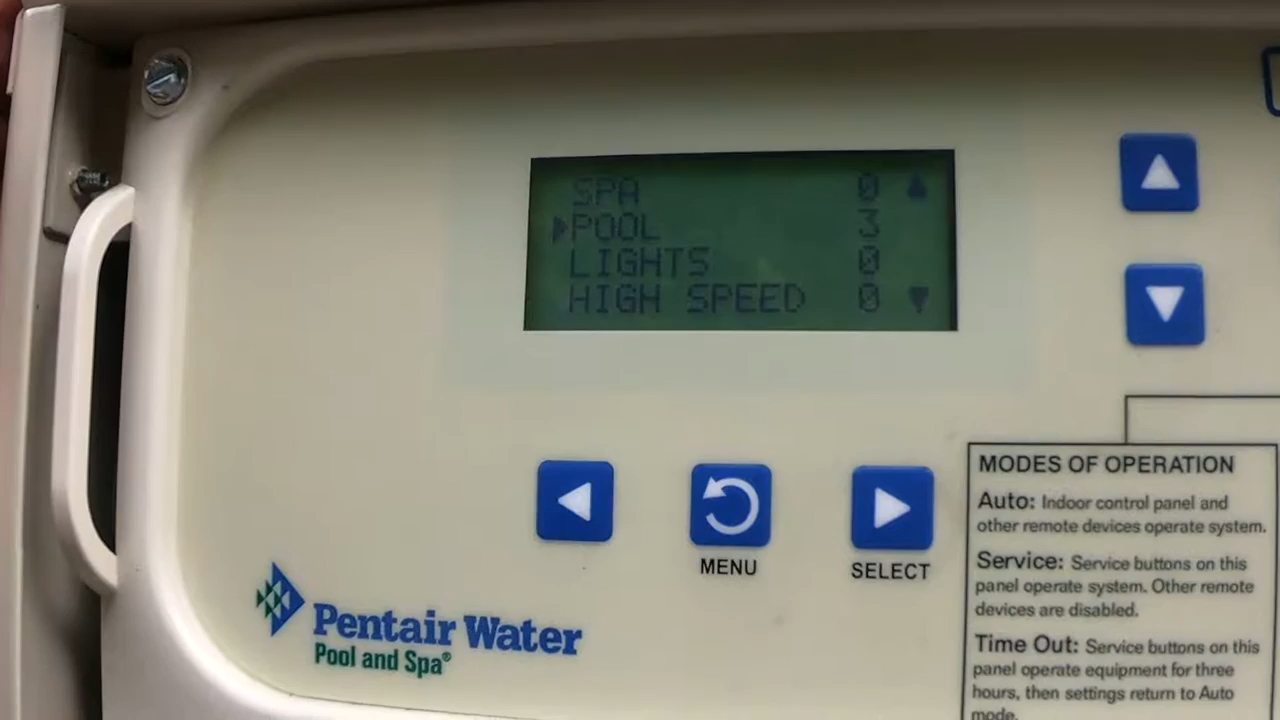 SPA 0
POOL 3
LIGHTS 0
HIGH SPEED 0
MENU
SELECT
Pentair Water
Pool and Spa®
MODES OF OPERATION
Auto: Indoor control panel and
other remote devices operate system.
Service: Service buttons on this
panel operate system. Other remote
devices are disabled.
Time Out: Service buttons on this
panel operate equipment for three
hours, then settings return to Auto
mode.